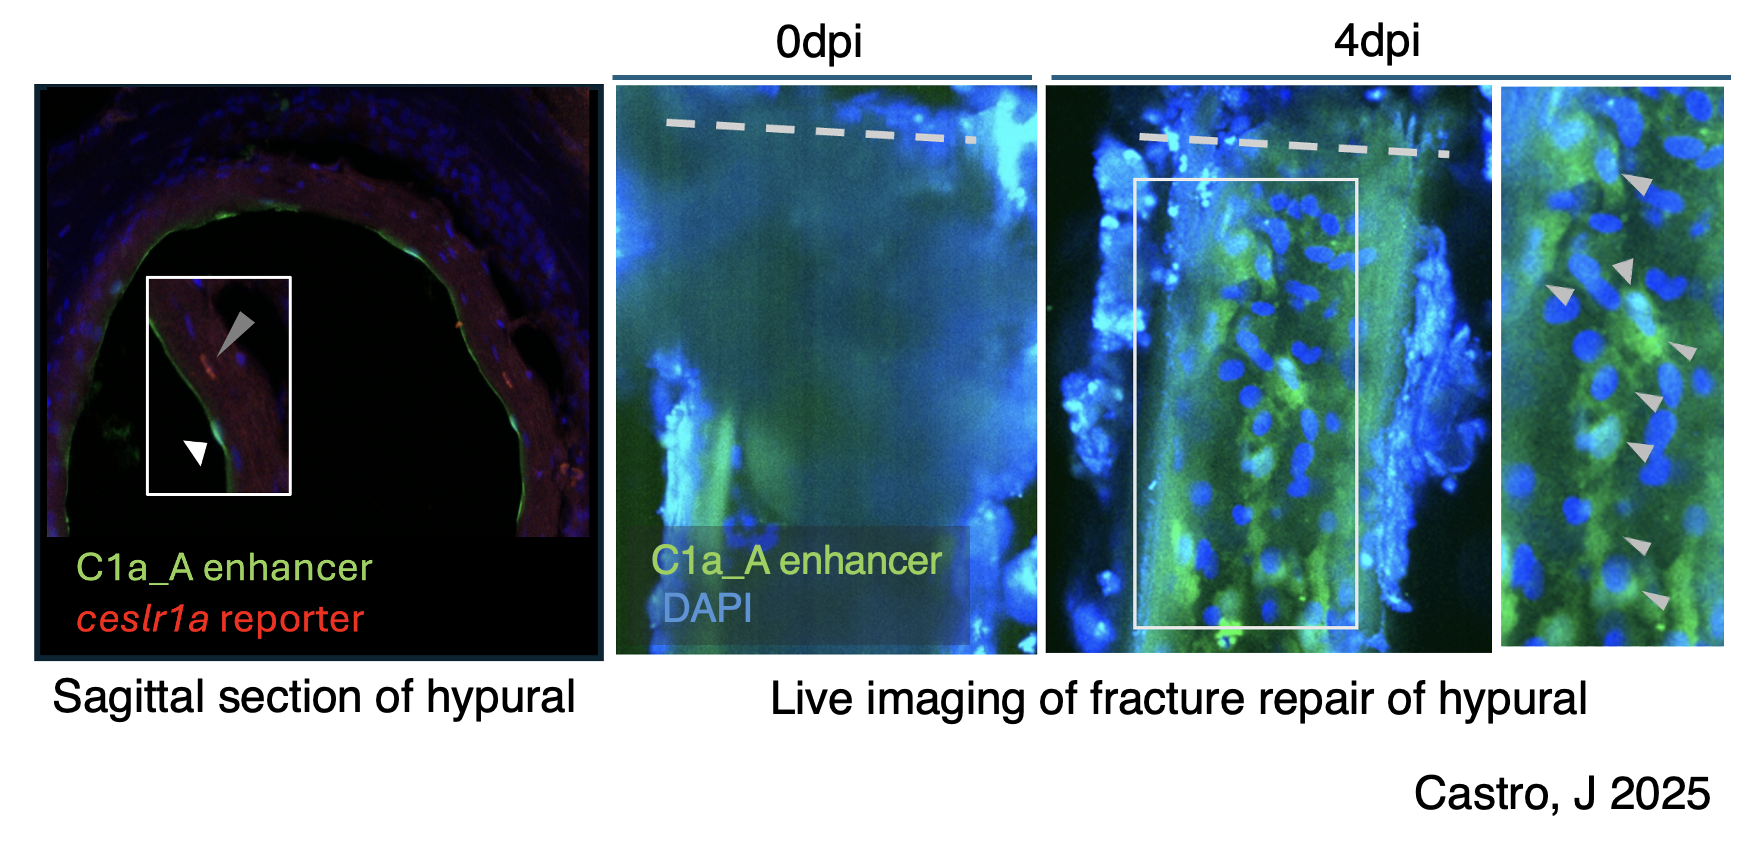 0dpi
4dpi
C1a_A enhancer
ceslr1a reporter
C1a_A enhancer
DAPI
Sagittal section of hypural
Live imaging of fracture repair of hypural
Castro, J 2025